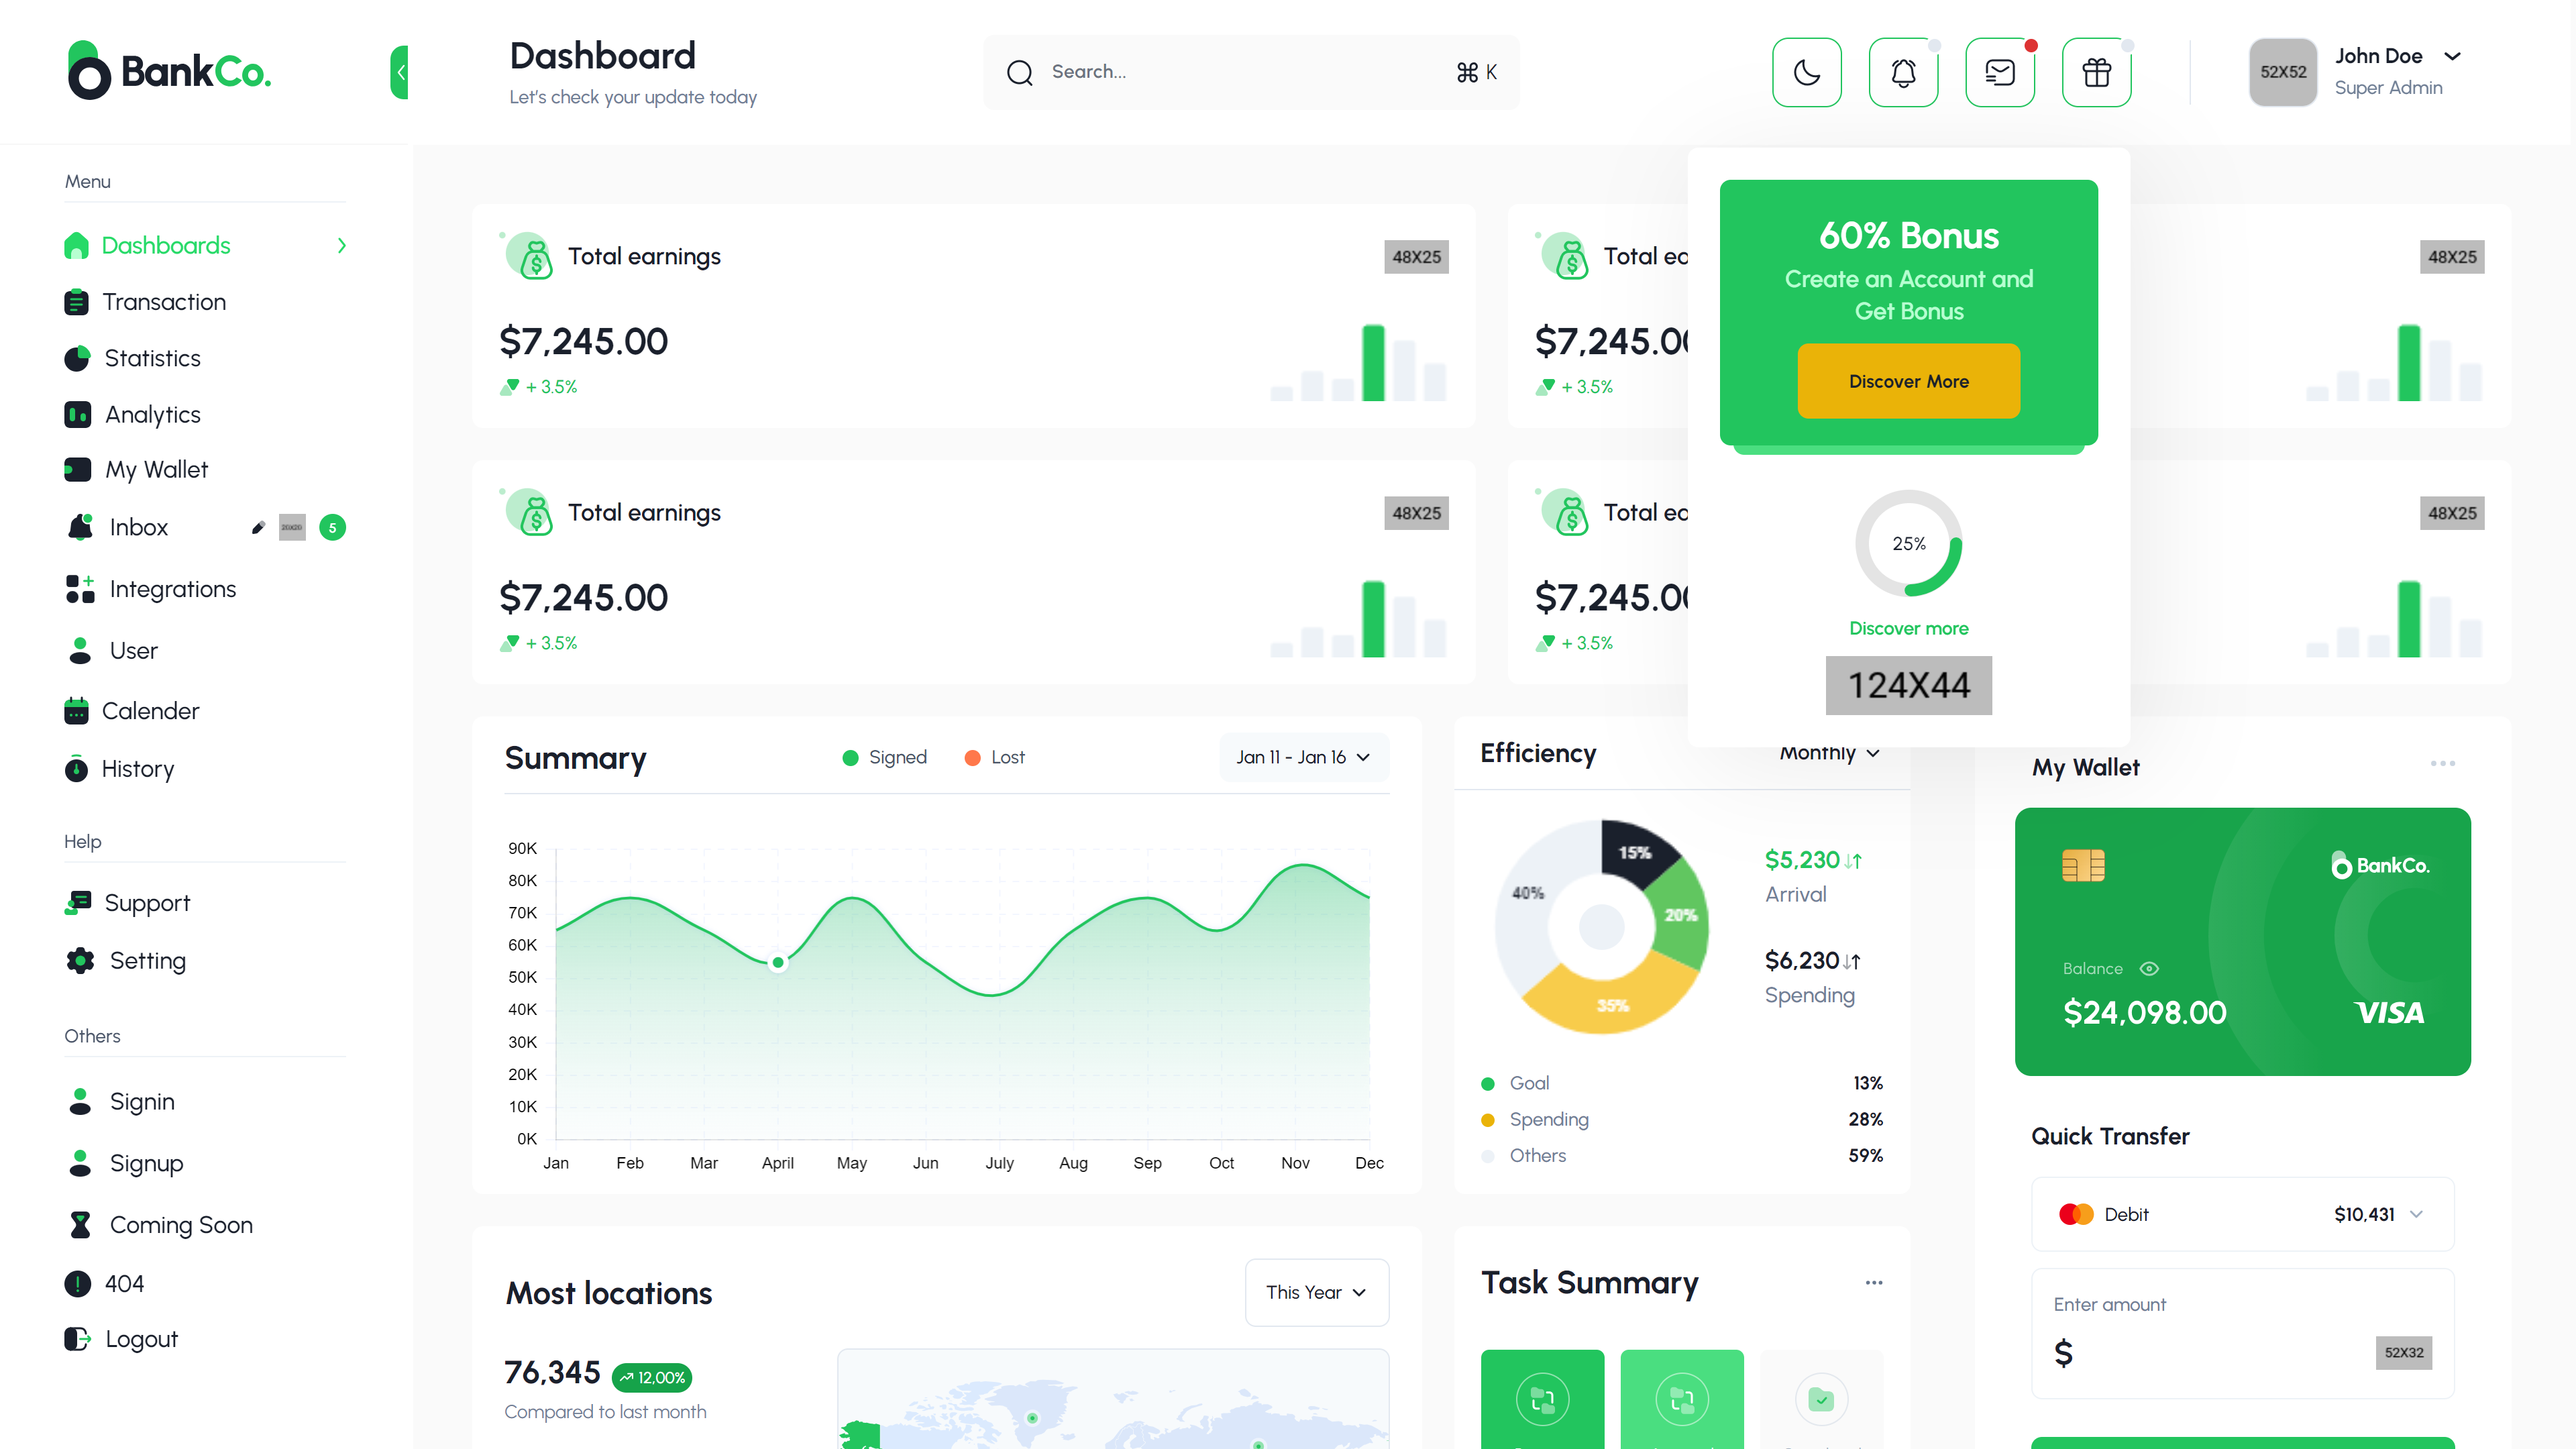 BankCo.
Dashboard
Let's check your update today
Search...
⌘ K
52X52
John Doe
Super Admin
Menu
Dashboards
Transaction
Statistics
Analytics
My Wallet
Inbox
20X20
5
Integrations
User
Calender
History
Help
Support
Setting
Others
Signin
Signup
Coming Soon
404
Logout
Total earnings
48X25
$7,245.00
+ 3.5%
Total ea
48X25
$7,245.00
+ 3.5%
60% Bonus
Create an Account and
Get Bonus
Discover More
25%
Discover more
124X44
Total earnings
48X25
$7,245.00
+ 3.5%
Total ea
48X25
$7,245.00
+ 3.5%
Summary
Signed
Lost
Jan 11 - Jan 16
90K
80K
70K
60K
50K
40K
30K
20K
10K
0K
Jan Feb Mar April May Jun July Aug Sep Oct Nov Dec
Efficiency
Monthly
15%
20%
35%
40%
$5,230
Arrival
$6,230
Spending
Goal 13%
Spending 28%
Others 59%
My Wallet
BankCo.
Balance
$24,098.00
VISA
Quick Transfer
Debit
$10,431
Enter amount
$
52X32
Most locations
This Year
76,345
12,00%
Compared to last month
Task Summary